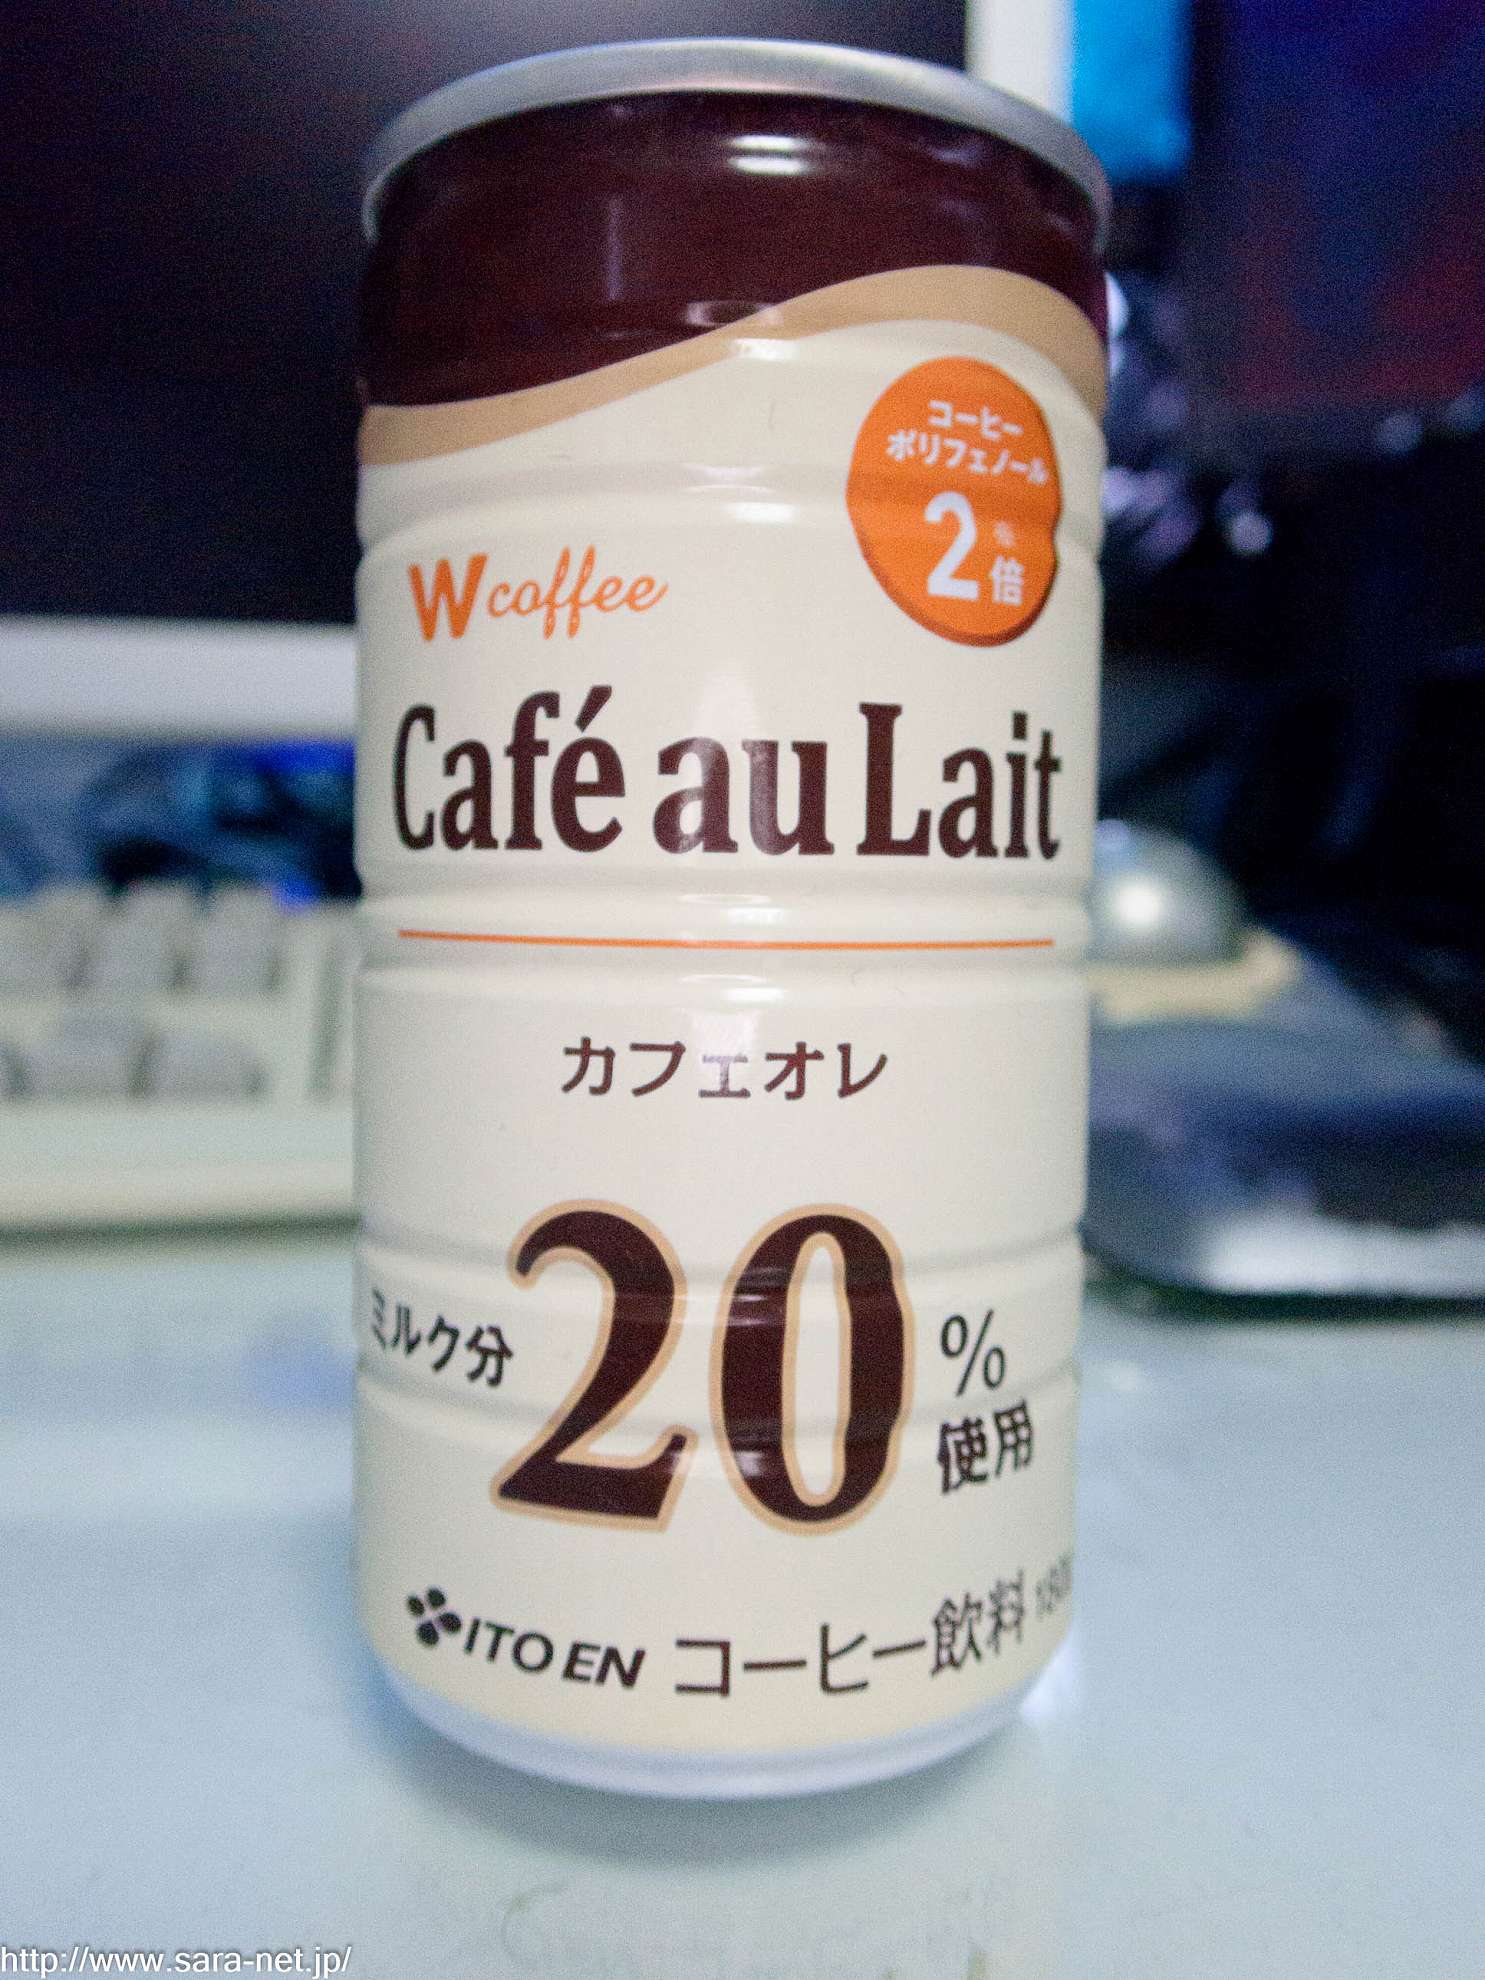 コーヒー
ポリフェノール
2※倍
W coffee
Café au Lait
カフェオレ
ミルク分20%使用
ITO EN コーヒー飲料
http://www.sara-net.jp/